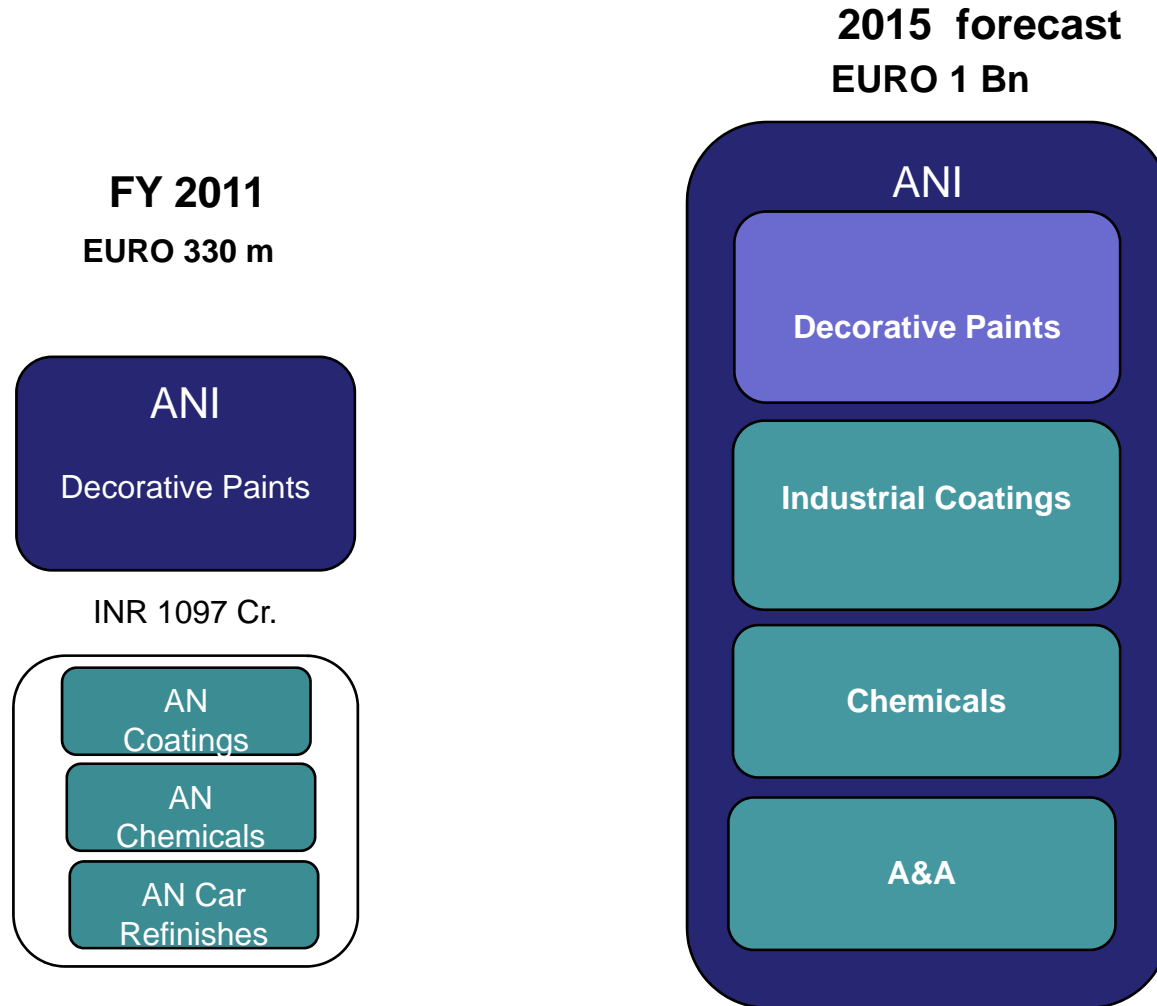 FY 2011
EURO 330 m
ANI
Decorative Paints
INR 1097 Cr.
AN
Coatings
AN
Chemicals
AN Car
Refinishes
2015 forecast
EURO 1 Bn
ANI
Decorative Paints
Industrial Coatings
Chemicals
A&A